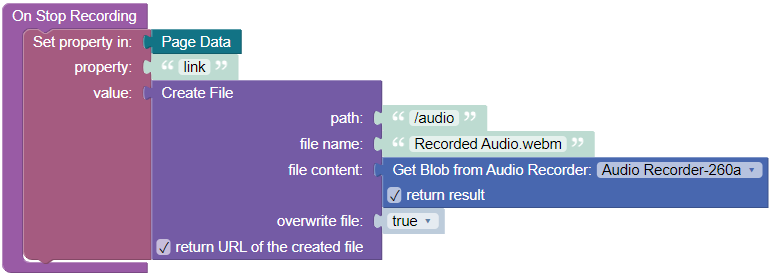 On Stop Recording
Set property in: Page Data
property: “ link ”
value: Create File
path: “ /audio ”
file name: “ Recorded Audio.webm ”
file content: Get Blob from Audio Recorder: Audio Recorder-260a
return result
overwrite file: true
return URL of the created file